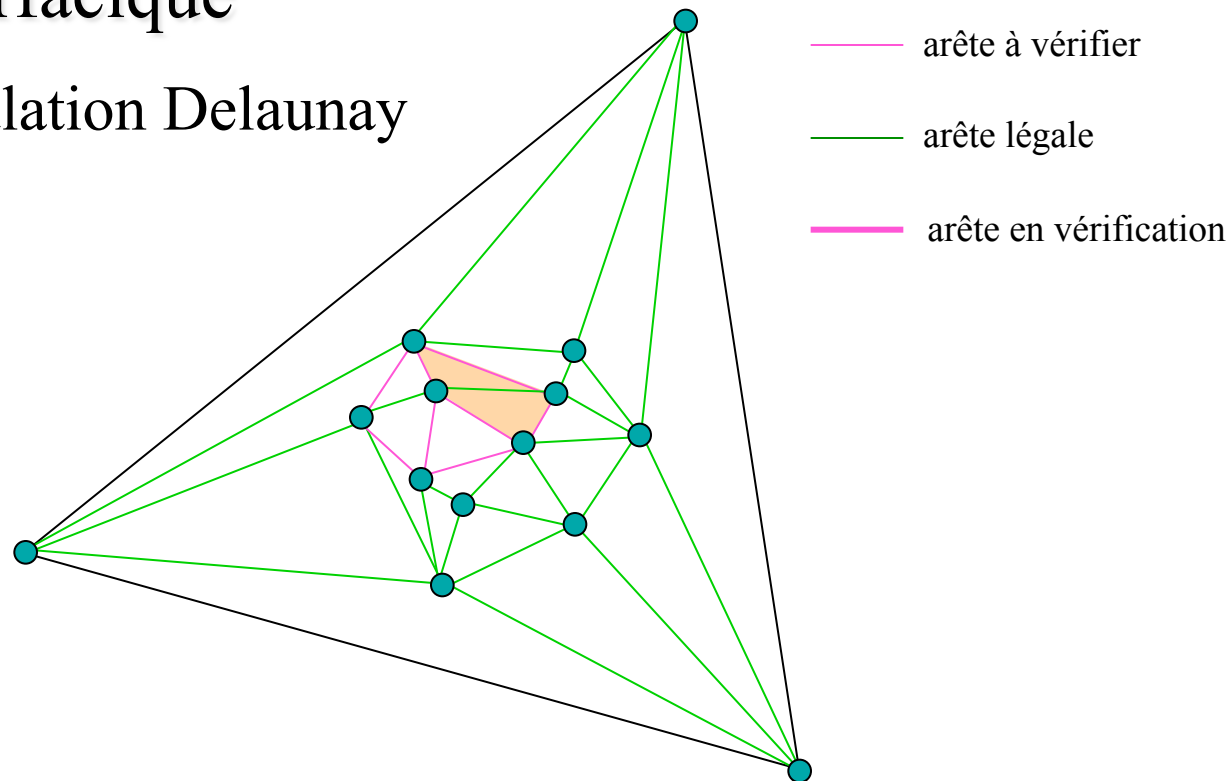 lation Delaunay
arête à vérifier
arête légale
arête en vérification